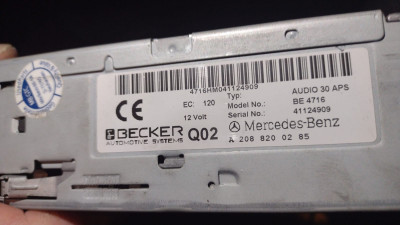 4716HM041124909
CE
Typ: AUDIO 30 APS
EC: 120 Model No.: BE 4716
12 Volt Serial No.: 41124909
BECKER Q02 Mercedes-Benz
AUTOMOTIVE SYSTEMS A 208 820 02 85